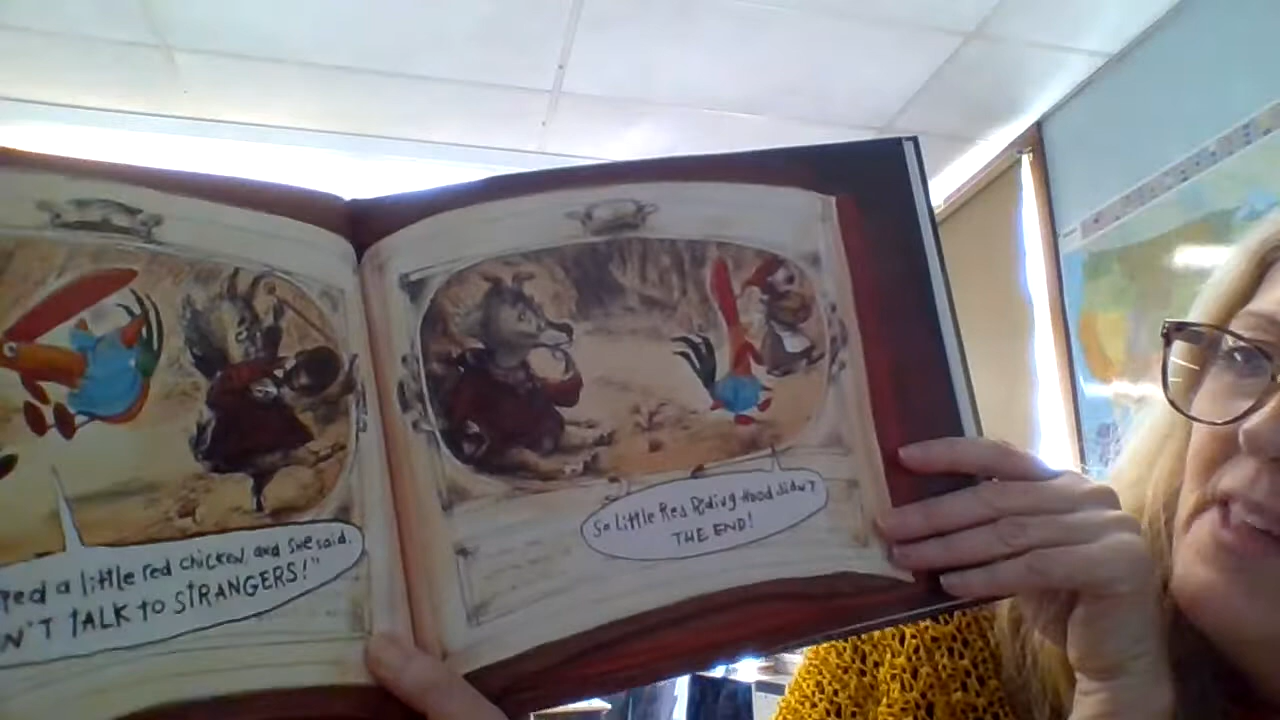 ped a little red chicken, and she said,
N'T TALK to STRANGERS!"
So Little Red Riding Hood didn't
THE END!